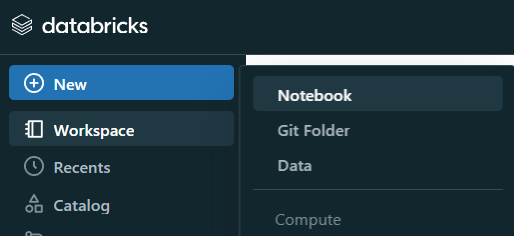 databricks
New
Workspace
Recents
Catalog
Notebook
Git Folder
Data
Compute